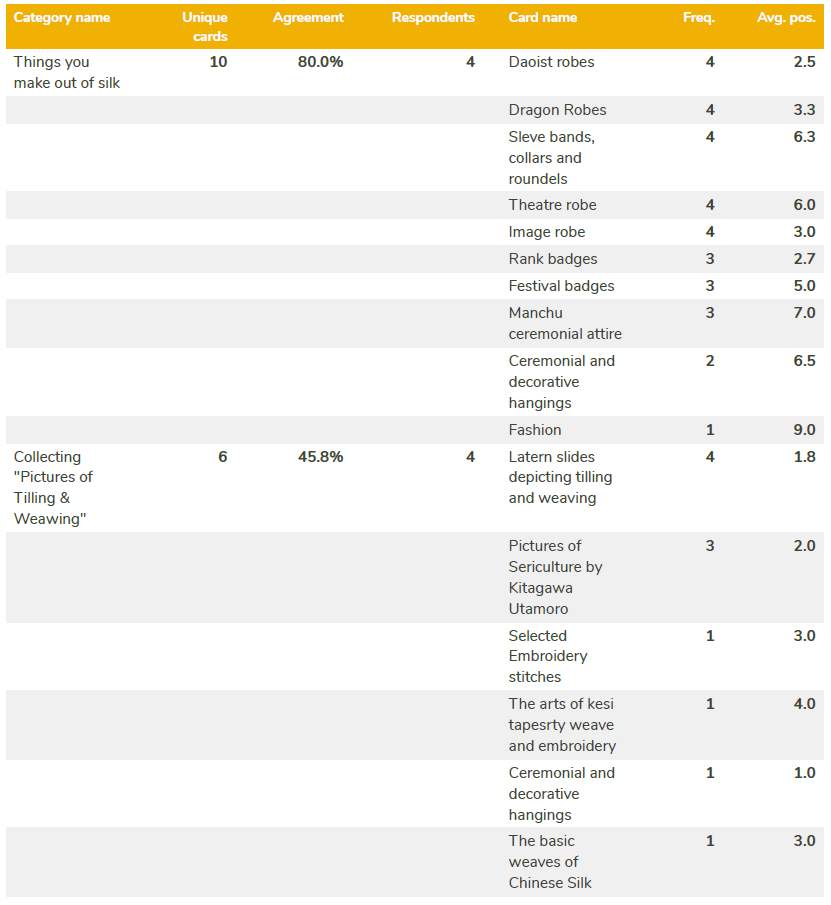 Category name Unique cards Agreement Respondents Card name Freq. Avg. pos.
Things you make out of silk 10 80.0% 4 Daoist robes 4 2.5
Dragon Robes 4 3.3
Sleve bands, collars and roundels 4 6.3
Theatre robe 4 6.0
Image robe 4 3.0
Rank badges 3 2.7
Festival badges 3 5.0
Manchu ceremonial attire 3 7.0
Ceremonial and decorative hangings 2 6.5
Fashion 1 9.0
Collecting "Pictures of Tilling & Weawing" 6 45.8% 4 Latern slides depicting tilling and weaving 4 1.8
Pictures of Sericulture by Kitagawa Utamoro 3 2.0
Selected Embroidery stitches 1 3.0
The arts of kesi tapesrty weave and embroidery 1 4.0
Ceremonial and decorative hangings 1 1.0
The basic weaves of Chinese Silk 1 3.0